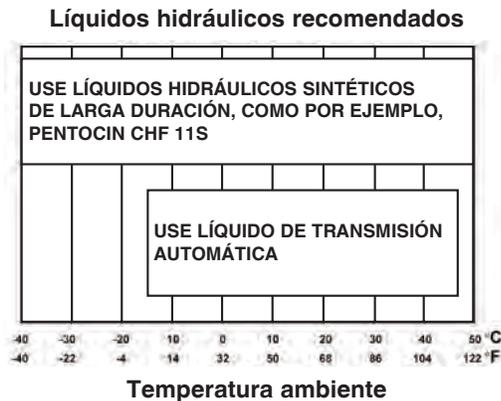 Líquidos hidráulicos recomendados
USE LÍQUIDOS HIDRÁULICOS SINTÉTICOS
DE LARGA DURACIÓN, COMO POR EJEMPLO,
PENTOCIN CHF 11S
USE LÍQUIDO DE TRANSMISIÓN
AUTOMÁTICA
-40 -30 -20 10 0 10 20 30 40 50 °C
-40 -22 -4 14 32 50 68 86 104 122 °F
Temperatura ambiente